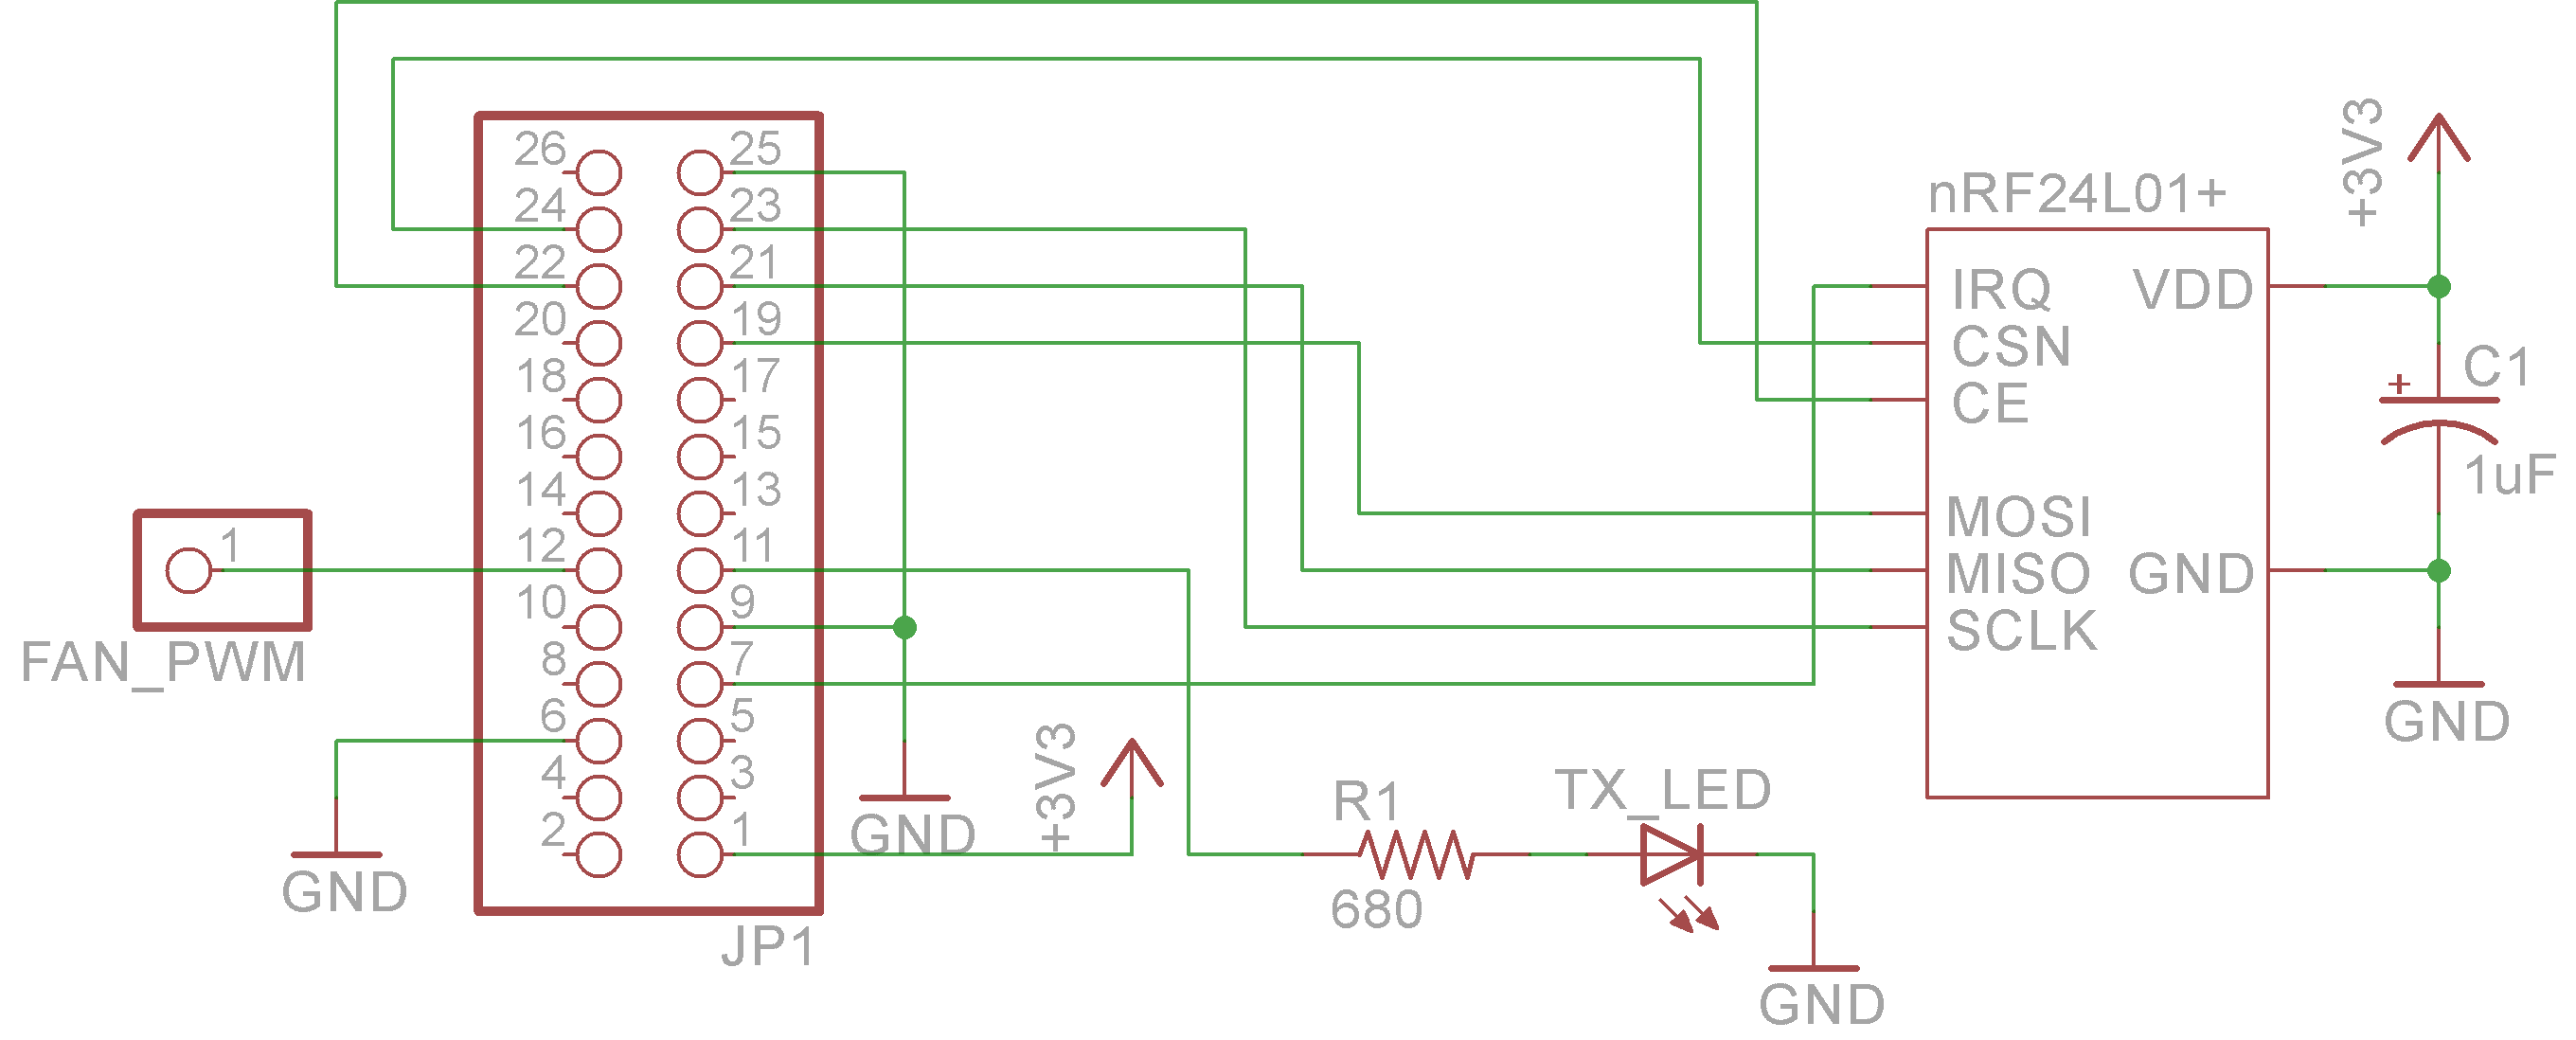 26 25
24 23
22 21
20 19
18 17
16 15
14 13
12 11
10 9
8 7
6 5
4 3
2 1
JP1
1
FAN_PWM
GND
GND
+3V3
R1
680
TX_LED
GND
nRF24L01+
IRQ VDD
CSN
CE
MOSI
MISO GND
SCLK
+3V3
+
C1
1uF
GND